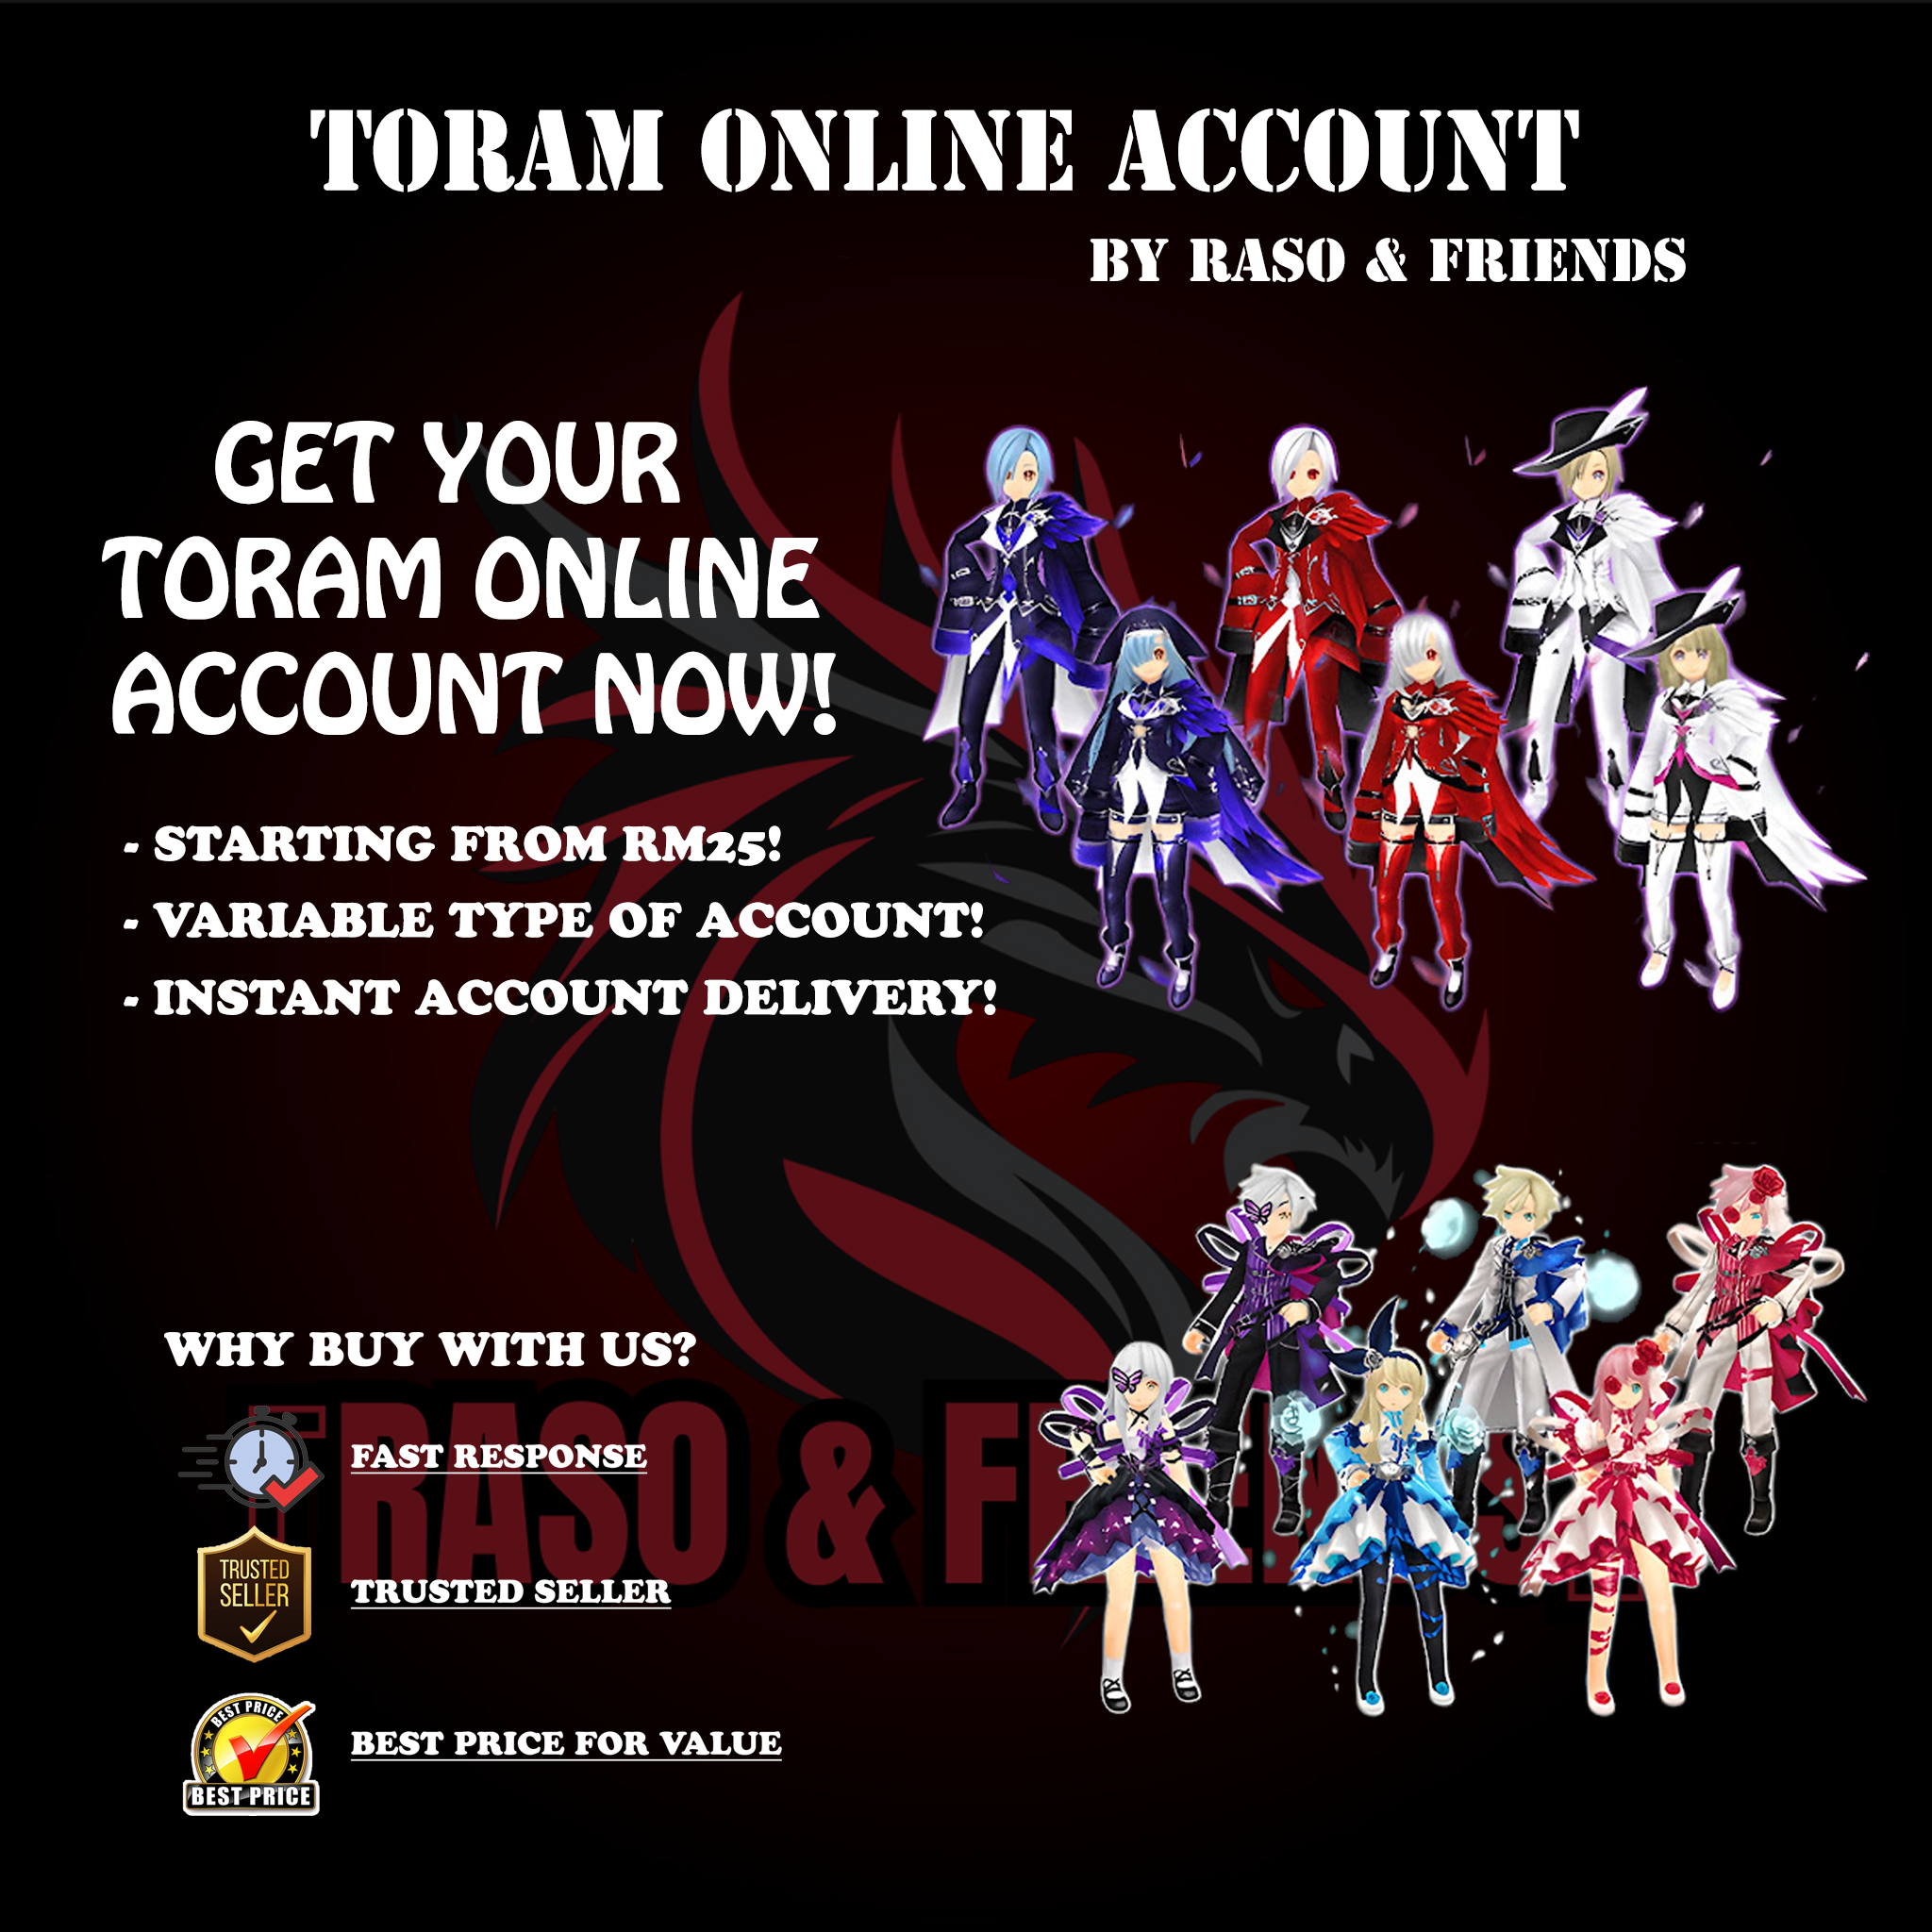 TORAM ONLINE ACCOUNT
BY RASO & FRIENDS
GET YOUR
TORAM ONLINE
ACCOUNT NOW!
- STARTING FROM RM25!
- VARIABLE TYPE OF ACCOUNT!
- INSTANT ACCOUNT DELIVERY!
WHY BUY WITH US?
RASO & FRIENDS
FAST RESPONSE
TRUSTED
SELLER
TRUSTED SELLER
BEST PRICE
BEST PRICE
BEST PRICE FOR VALUE